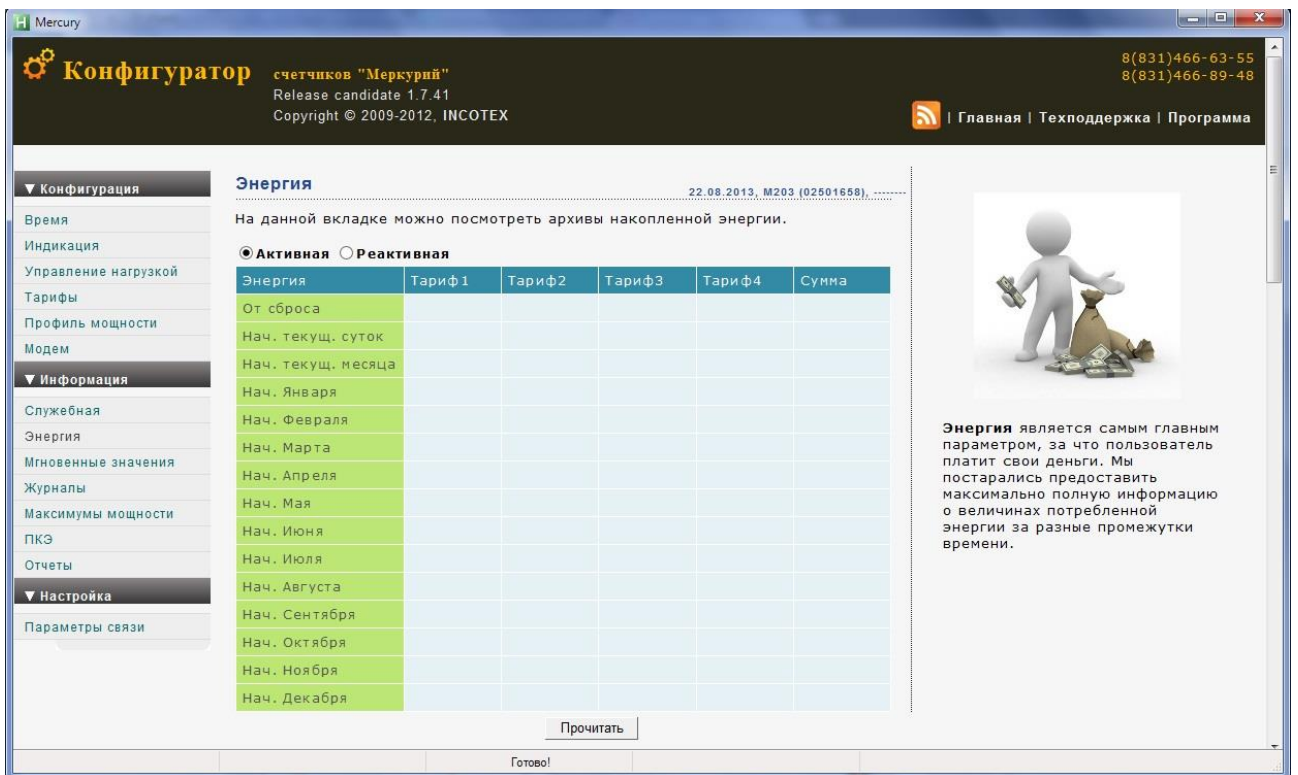 Mercury
Конфигуратор
счетчиков "Меркурий"
Release candidate 1.7.41
Copyright © 2009-2012, INCOTEX
8(831)466-63-55
8(831)466-89-48
| Главная | Техподдержка | Программа
▼ Конфигурация
Время
Индикация
Управление нагрузкой
Тарифы
Профиль мощности
Модем
▼ Информация
Служебная
Энергия
Мгновенные значения
Журналы
Максимумы мощности
ПКЭ
Отчеты
▼ Настройка
Параметры связи
Энергия
22.08.2013, М203 (02501658), --------
На данной вкладке можно посмотреть архивы накопленной энергии.
Активная Реактивная
Энергия Тариф1 Тариф2 Тариф3 Тариф4 Сумма
От сброса
Нач. текущ. суток
Нач. текущ. месяца
Нач. Января
Нач. Февраля
Нач. Марта
Нач. Апреля
Нач. Мая
Нач. Июня
Нач. Июля
Нач. Августа
Нач. Сентября
Нач. Октября
Нач. Ноября
Нач. Декабря
Прочитать
Энергия является самым главным
параметром, за что пользователь
платит свои деньги. Мы
постарались предоставить
максимально полную информацию
о величинах потребленной
энергии за разные промежутки
времени.
Готово!